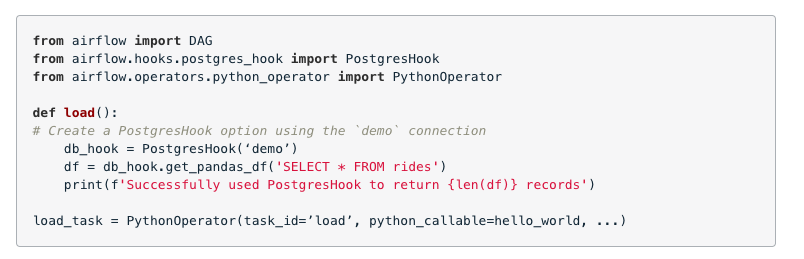 from airflow import DAG
from airflow.hooks.postgres_hook import PostgresHook
from airflow.operators.python_operator import PythonOperator

def load():
# Create a PostgresHook option using the `demo` connection
    db_hook = PostgresHook(‘demo’)
    df = db_hook.get_pandas_df('SELECT * FROM rides')
    print(f'Successfully used PostgresHook to return {len(df)} records')

load_task = PythonOperator(task_id=’load’, python_callable=hello_world, ...)